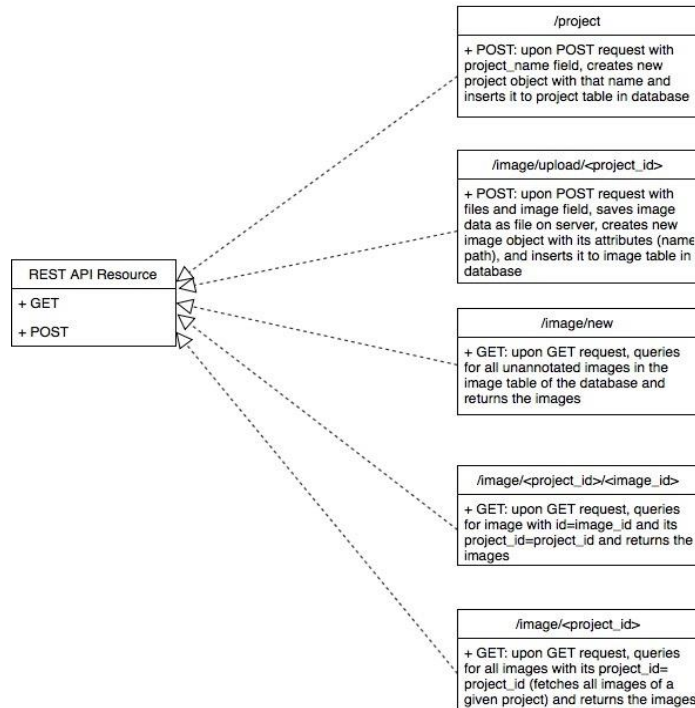 /project
+ POST: upon POST request with
project_name field, creates new
project object with that name and
inserts it to project table in database
/image/upload/<project_id>
+ POST: upon POST request with
files and image field, saves image
data as file on server, creates new
image object with its attributes (name
path), and inserts it to image table in
database
REST API Resource
+ GET
+ POST
/image/new
+ GET: upon GET request, queries
for all unannotated images in the
image table of the database and
returns the images
/image/<project_id>/<image_id>
+ GET: upon GET request, queries
for image with id=image_id and its
project_id=project_id and returns the
images
/image/<project_id>
+ GET: upon GET request, queries
for all images with its project_id=
project_id (fetches all images of a
given project) and returns the images